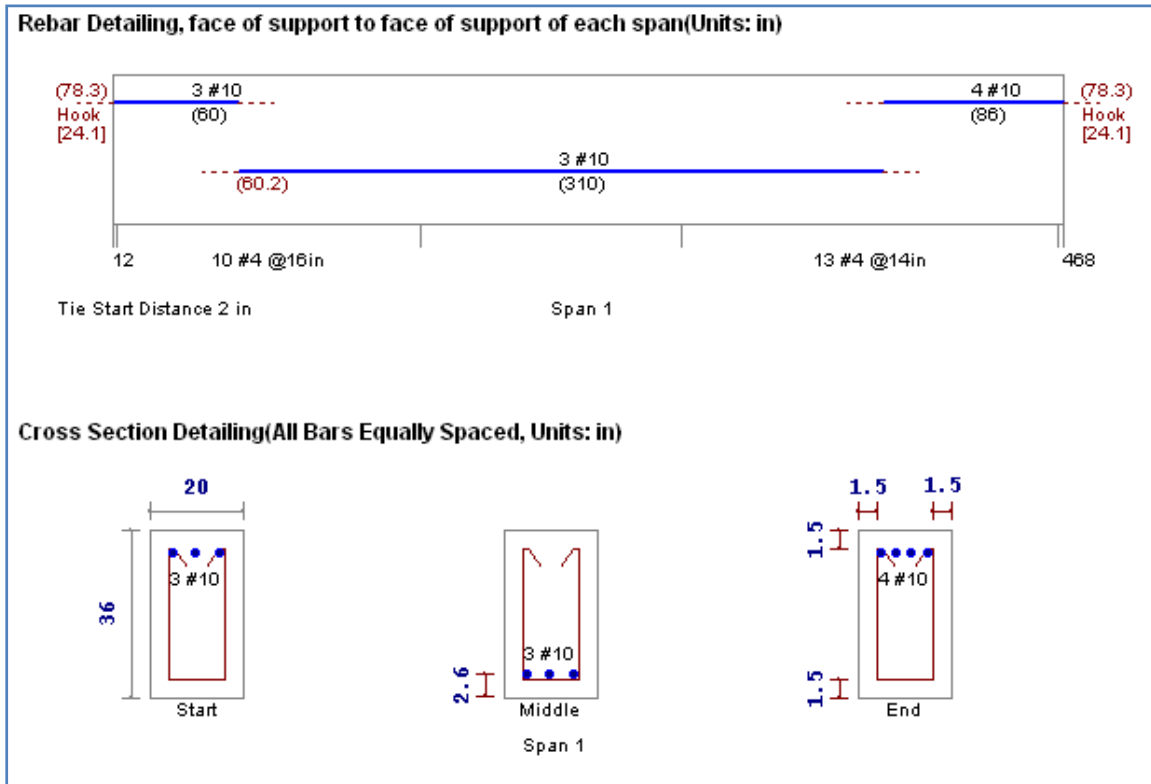 Rebar Detailing, face of support to face of support of each span(Units: in)
(78.3) 3 #10 4 #10 (78.3)
Hook (60) (86) Hook
[24.1] [24.1]
3 #10
(60.2) (310)
12 10 #4 @16in 13 #4 @14in 468
Tie Start Distance 2 in Span 1
Cross Section Detailing(All Bars Equally Spaced, Units: in)
20 1.5 1.5
1.5
3 #10 4 #10
36
3 #10
2.6 1.5
Start Middle End
Span 1